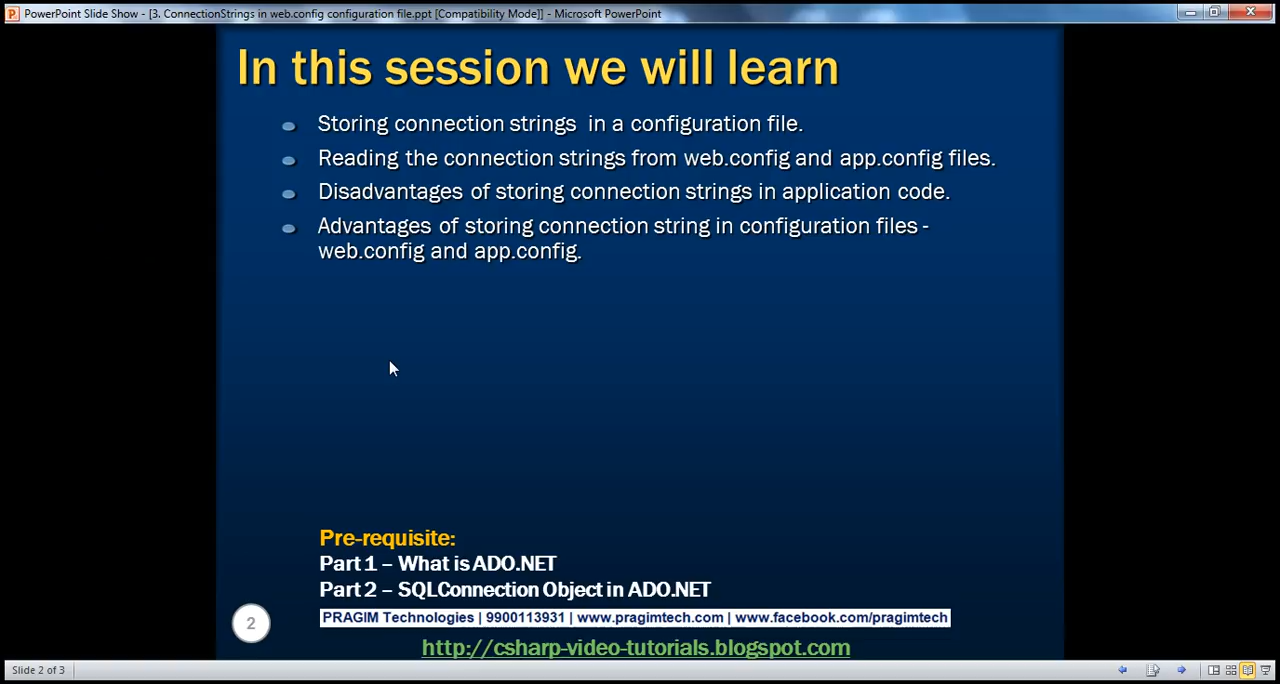 PowerPoint Slide Show - [3. ConnectionStrings in web.config configuration file.ppt [Compatibility Mode]] - Microsoft PowerPoint
In this session we will learn
Storing connection strings  in a configuration file.
Reading the connection strings from web.config and app.config files.
Disadvantages of storing connection strings in application code.
Advantages of storing connection string in configuration files -
web.config and app.config.
Pre-requisite:
Part 1 – What is ADO.NET
Part 2 – SQLConnection Object in ADO.NET
PRAGIM Technologies | 9900113931 | www.pragimtech.com | www.facebook.com/pragimtech
2
http://csharp-video-tutorials.blogspot.com
Slide 2 of 3